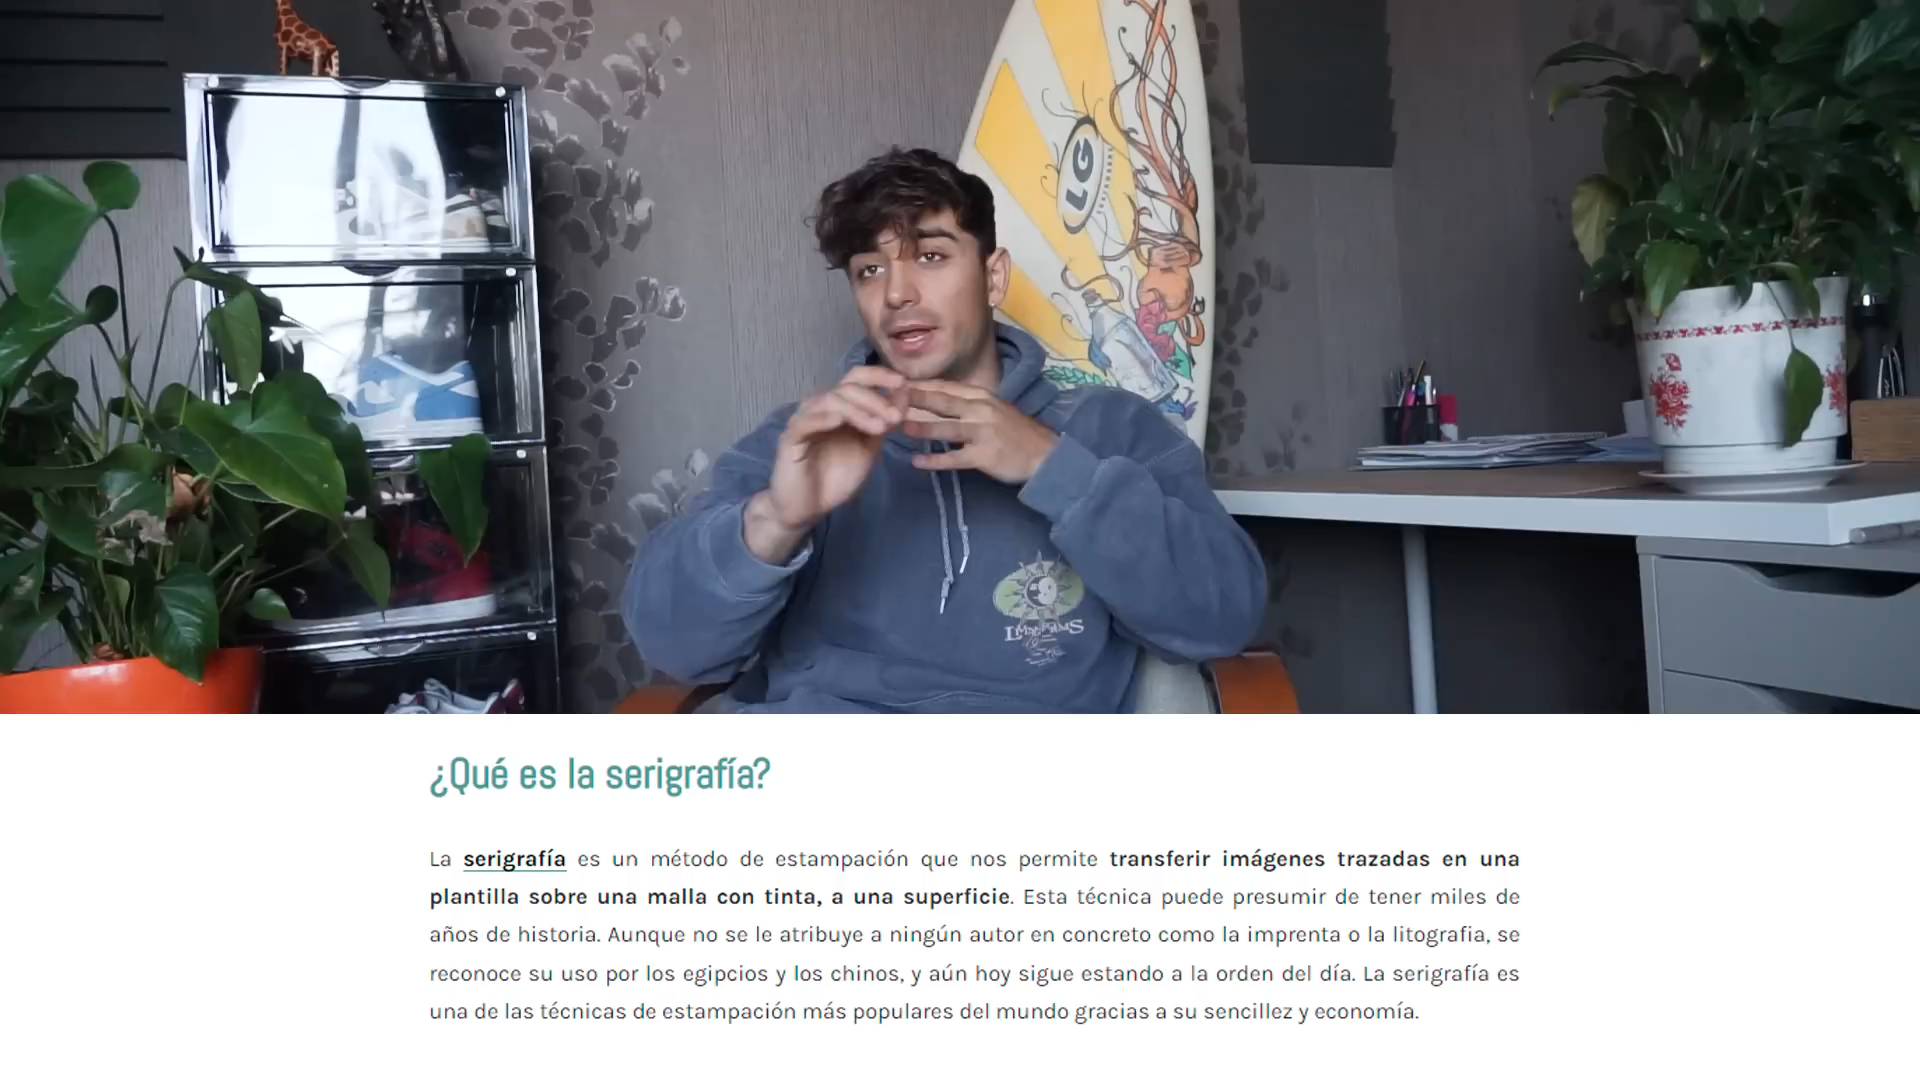 LG
¿Qué es la serigrafía?
La serigrafía es un método de estampación que nos permite transferir imágenes trazadas en una
plantilla sobre una malla con tinta, a una superficie. Esta técnica puede presumir de tener miles de
años de historia. Aunque no se le atribuye a ningún autor en concreto como la imprenta o la litografia, se
reconoce su uso por los egipcios y los chinos, y aún hoy sigue estando a la orden del día. La serigrafía es
una de las técnicas de estampación más populares del mundo gracias a su sencillez y economía.